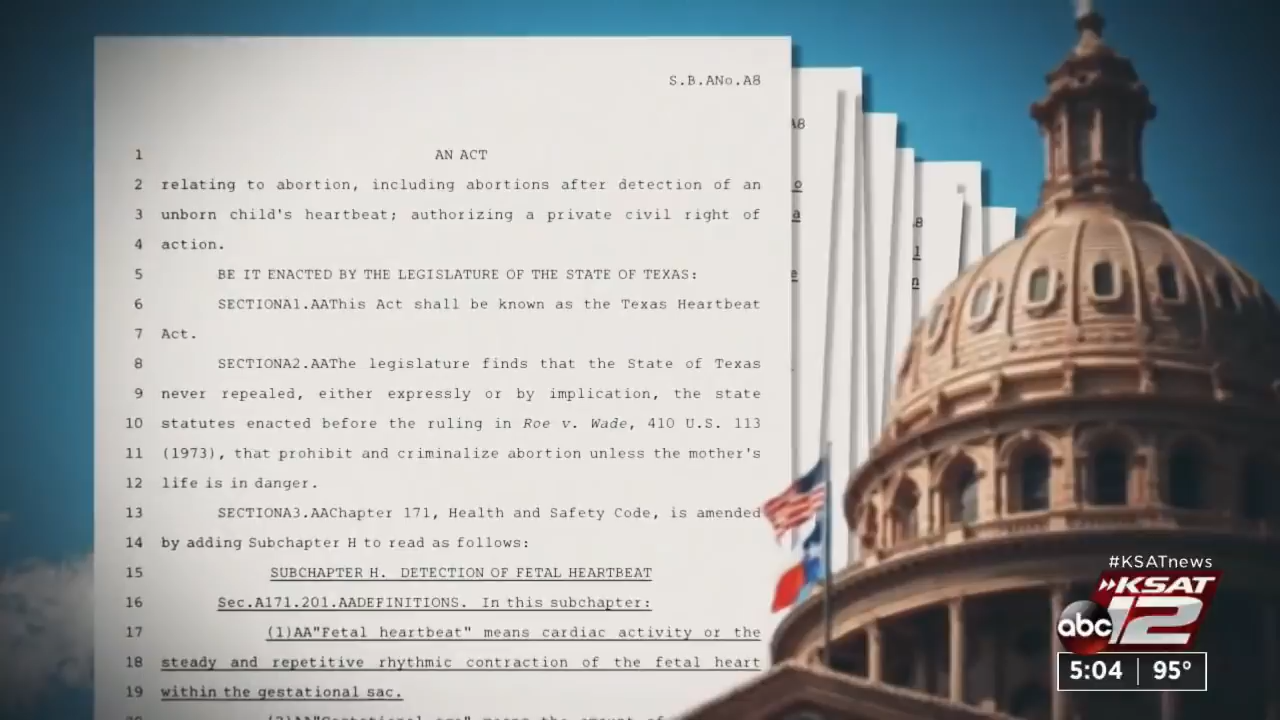 S.B.ANo.A8
1 AN ACT
2 relating to abortion, including abortions after detection of an
3 unborn child's heartbeat; authorizing a private civil right of
4 action.
5 BE IT ENACTED BY THE LEGISLATURE OF THE STATE OF TEXAS:
6 SECTIONA1.AAThis Act shall be known as the Texas Heartbeat
7 Act.
8 SECTIONA2.AAThe legislature finds that the State of Texas
9 never repealed, either expressly or by implication, the state
10 statutes enacted before the ruling in Roe v. Wade, 410 U.S. 113
11 (1973), that prohibit and criminalize abortion unless the mother's
12 life is in danger.
13 SECTIONA3.AAChapter 171, Health and Safety Code, is amended
14 by adding Subchapter H to read as follows:
15 SUBCHAPTER H. DETECTION OF FETAL HEARTBEAT
16 Sec.A171.201.AADEFINITIONS. In this subchapter:
17 (1)AA"Fetal heartbeat" means cardiac activity or the
18 steady and repetitive rhythmic contraction of the fetal heart
19 within the gestational sac.
#KSATnews
KSAT
abc 12
5:04 95°